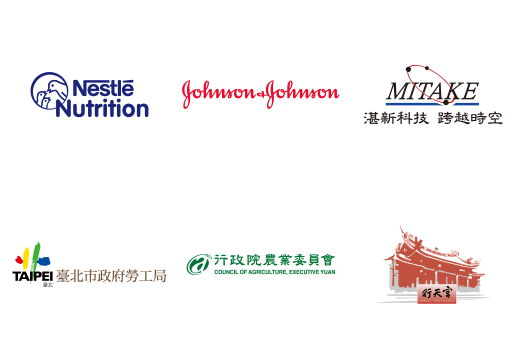 Nestlé
Nutrition
Johnson & Johnson
MITAKE
湛新科技 跨越時空
TAIPEI
臺北
臺北市政府勞工局
行政院農業委員會
COUNCIL OF AGRICULTURE, EXECUTIVE YUAN
行天宮